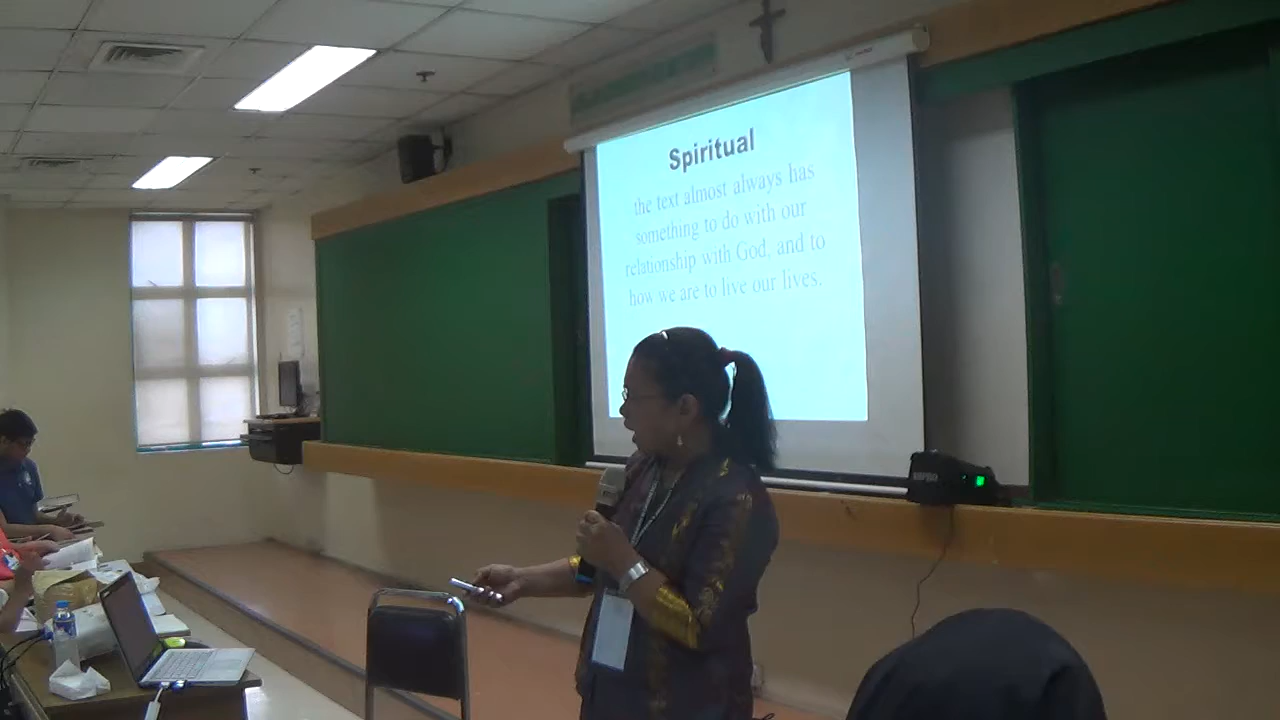 Spiritual
the text almost always has
something to do with our
relationship with God, and to
how we are to live our lives.